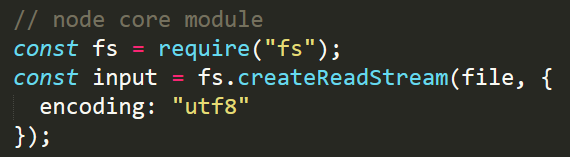 // node core module
const fs = require("fs");
const input = fs.createReadStream(file, {
  encoding: "utf8"
});